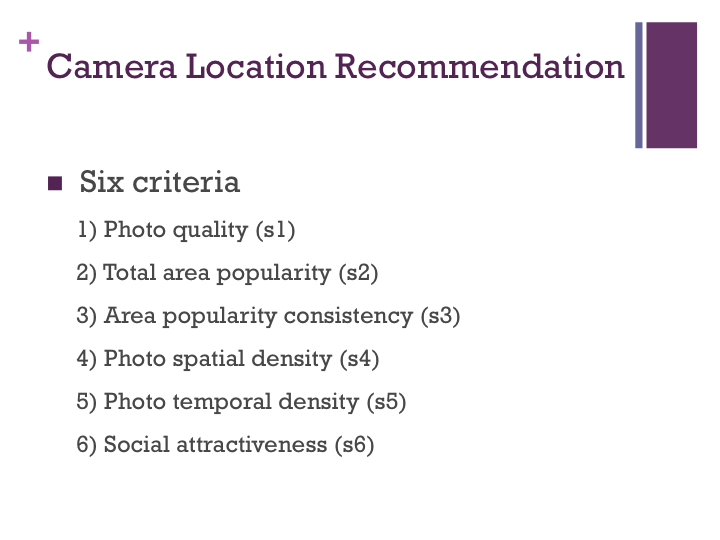 +
Camera Location Recommendation
■ Six criteria
1) Photo quality (s1)
2) Total area popularity (s2)
3) Area popularity consistency (s3)
4) Photo spatial density (s4)
5) Photo temporal density (s5)
6) Social attractiveness (s6)